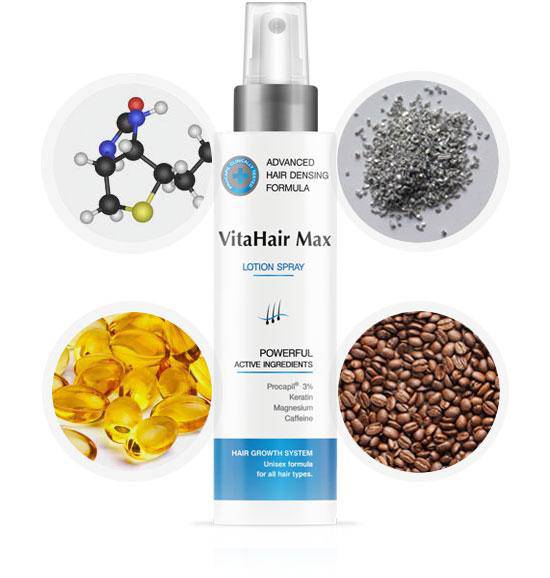 ADVANCED
HAIR DENSING
FORMULA
VitaHair Max
LOTION SPRAY
POWERFUL
ACTIVE INGREDIENTS
Procapil® 3%
Keratin
Magnesium
Caffeine
HAIR GROWTH SYSTEM
Unisex formula
for all hair types.